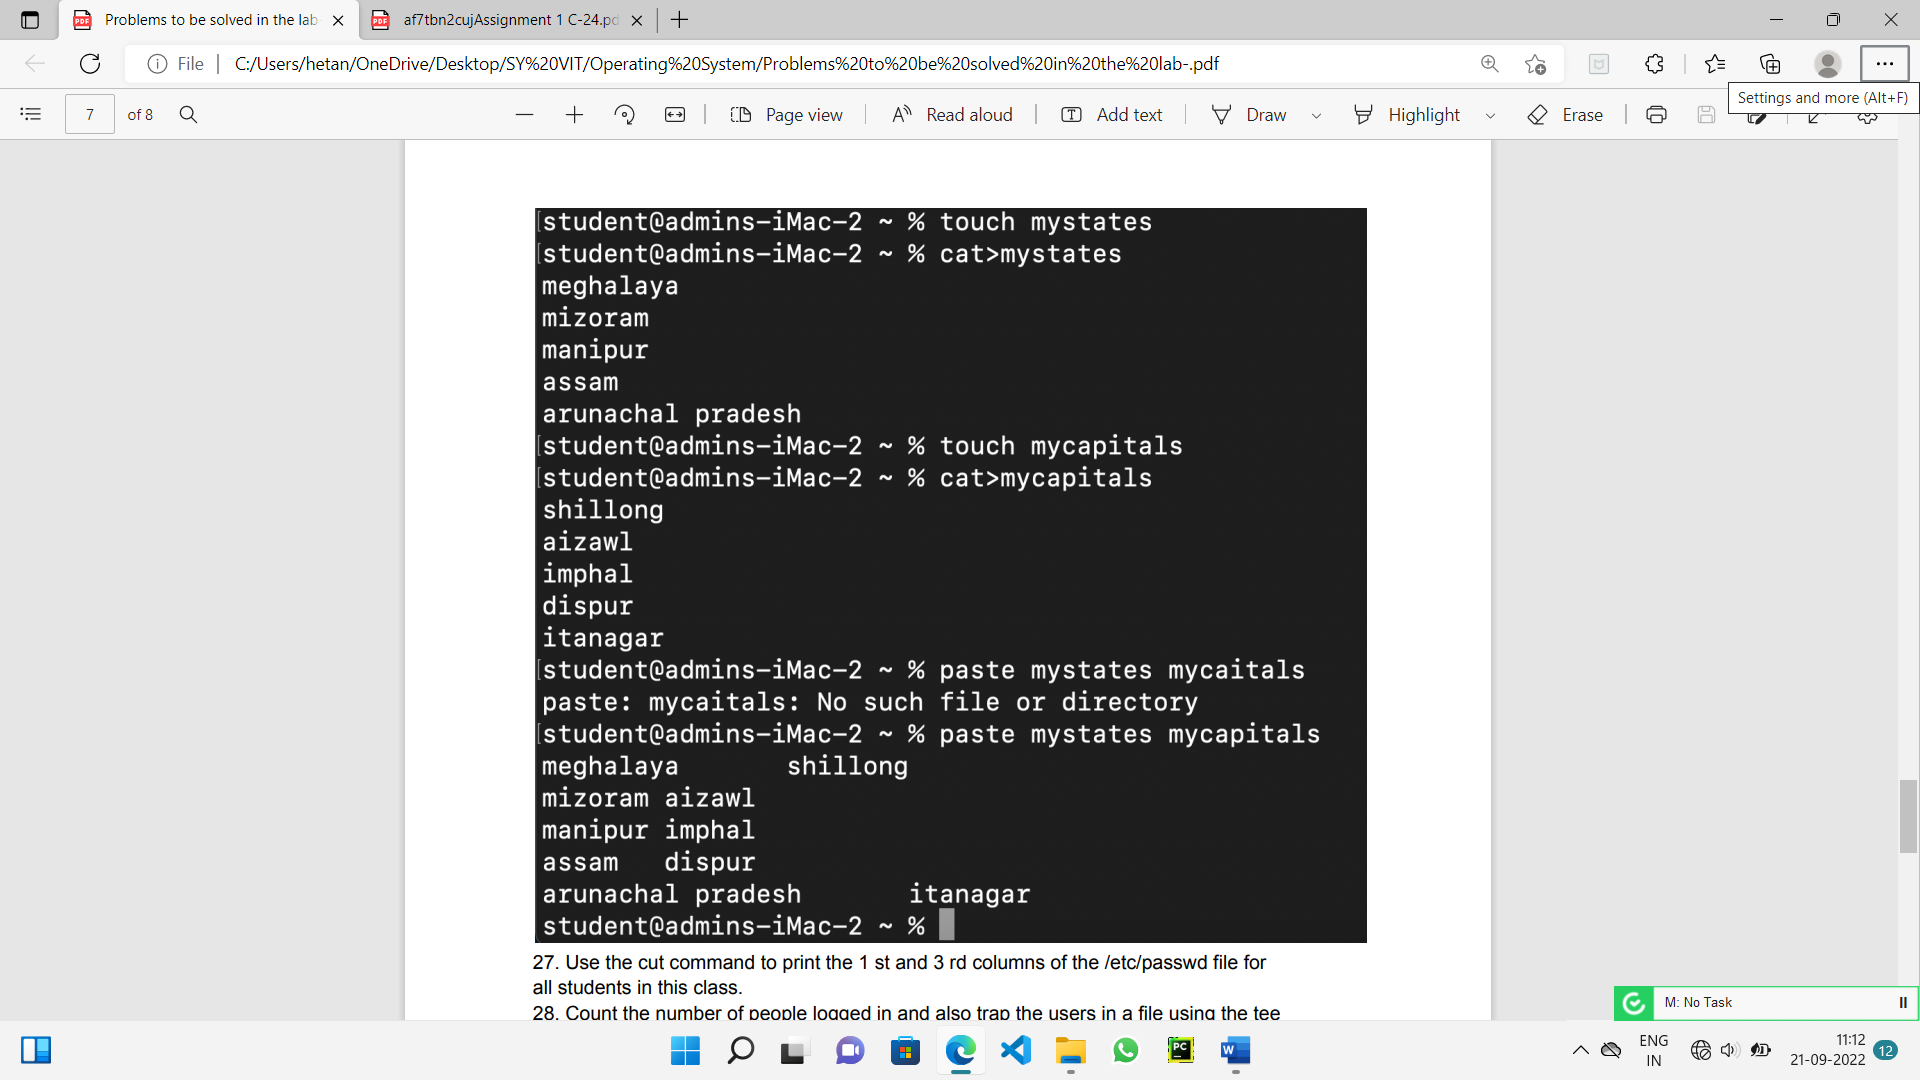 Problems to be solved in the lab
af7tbn2cujAssignment 1 C-24.pd
File
C:/Users/hetan/OneDrive/Desktop/SY%20VIT/Operating%20System/Problems%20to%20be%20solved%20in%20the%20lab-.pdf
Settings and more (Alt+F)
7 of 8
Page view
Read aloud
Add text
Draw
Highlight
Erase
[student@admins-iMac-2 ~ % touch mystates
[student@admins-iMac-2 ~ % cat>mystates
meghalaya
mizoram
manipur
assam
arunachal pradesh
[student@admins-iMac-2 ~ % touch mycapitals
[student@admins-iMac-2 ~ % cat>mycapitals
shillong
aizawl
imphal
dispur
itanagar
[student@admins-iMac-2 ~ % paste mystates mycaitals
paste: mycaitals: No such file or directory
[student@admins-iMac-2 ~ % paste mystates mycapitals
meghalaya       shillong
mizoram aizawl
manipur imphal
assam   dispur
arunachal pradesh       itanagar
student@admins-iMac-2 ~ %
27. Use the cut command to print the 1 st and 3 rd columns of the /etc/passwd file for
all students in this class.
28. Count the number of people logged in and also trap the users in a file using the tee
M: No Task
ENG
IN
11:12
21-09-2022
12